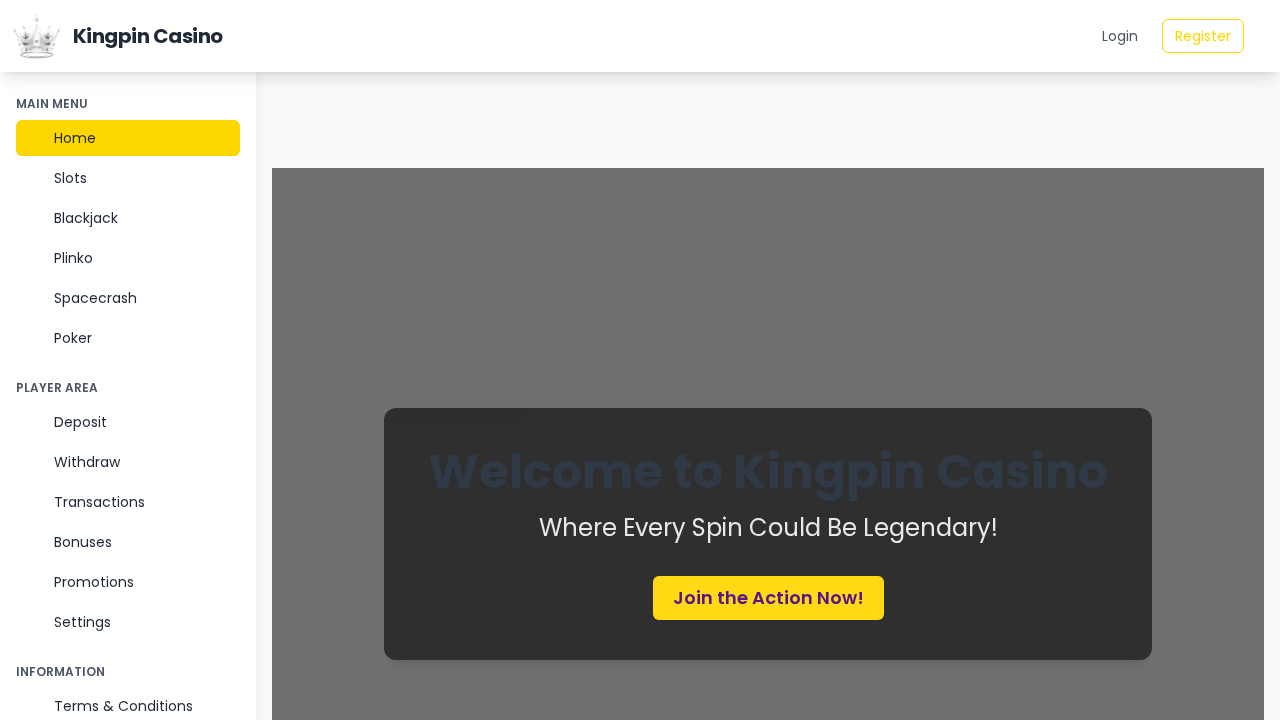 Kingpin Casino
Login
Register
MAIN MENU
Home
Slots
Blackjack
Plinko
Spacecrash
Poker
PLAYER AREA
Deposit
Withdraw
Transactions
Bonuses
Promotions
Settings
INFORMATION
Terms & Conditions
Welcome to Kingpin Casino
Where Every Spin Could Be Legendary!
Join the Action Now!